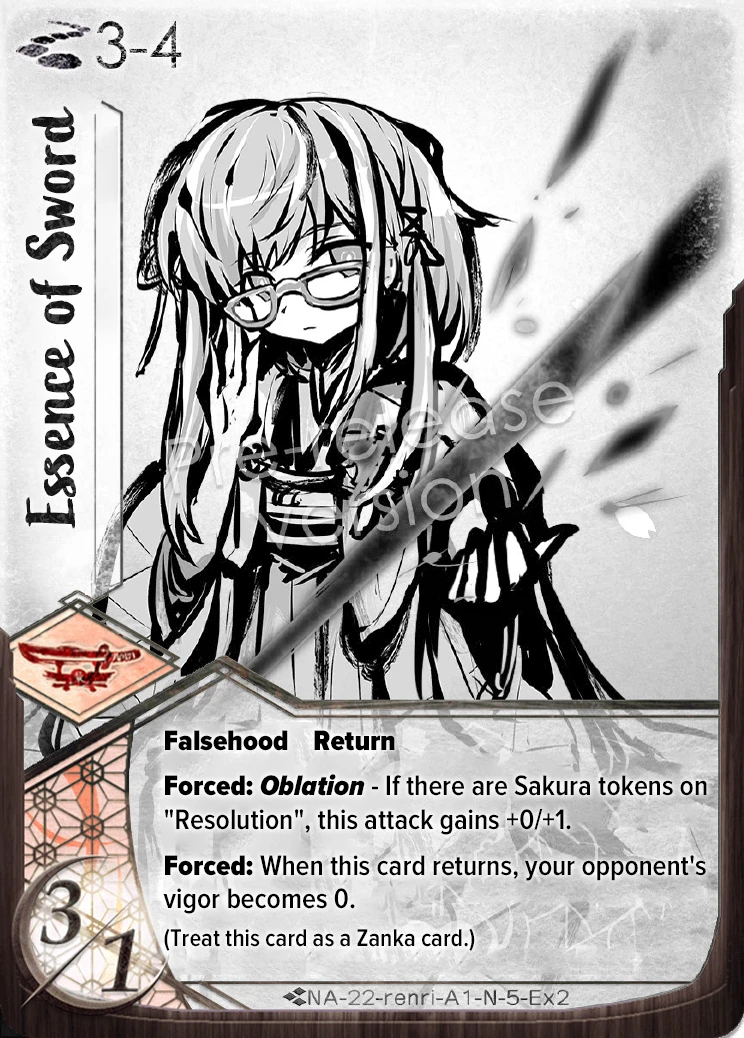 3-4
Essence of Sword
Pre-release
version
Falsehood Return
Forced: Oblation - If there are Sakura tokens on
"Resolution", this attack gains +0/+1.
Forced: When this card returns, your opponent's
vigor becomes 0.
(Treat this card as a Zanka card.)
3/1
NA-22-renri-A1-N-5-Ex2